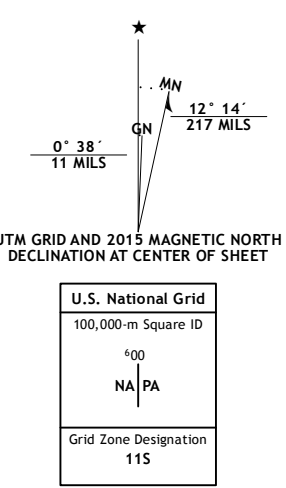 ★
MN
GN
12° 14´
217 MILS
0° 38´
11 MILS
UTM GRID AND 2015 MAGNETIC NORTH
DECLINATION AT CENTER OF SHEET
U.S. National Grid
100,000-m Square ID
⁶00
NA PA
Grid Zone Designation
11S